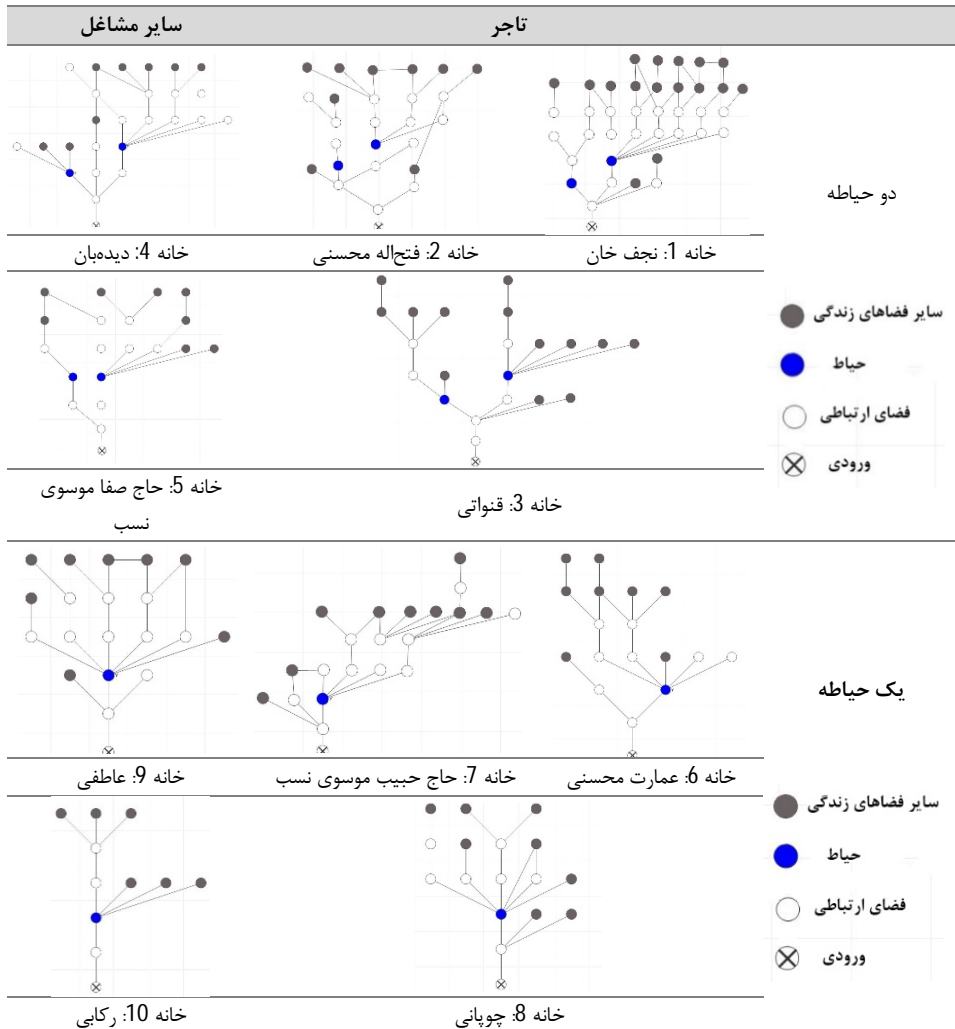 تاجر
سایر مشاغل
دو حیاطه
خانه 1: نجف خان
خانه 2: فتح‌اله محسنی
خانه 4: دیده‌بان
سایر فضاهای زندگی
حیاط
فضای ارتباطی
ورودی
خانه 3: قنواتی
خانه 5: حاج صفا موسوی
نسب
یک حیاطه
خانه 6: عمارت محسنی
خانه 7: حاج حبیب موسوی نسب
خانه 9: عاطفی
سایر فضاهای زندگی
حیاط
فضای ارتباطی
ورودی
خانه 8: چوپانی
خانه 10: رکابی